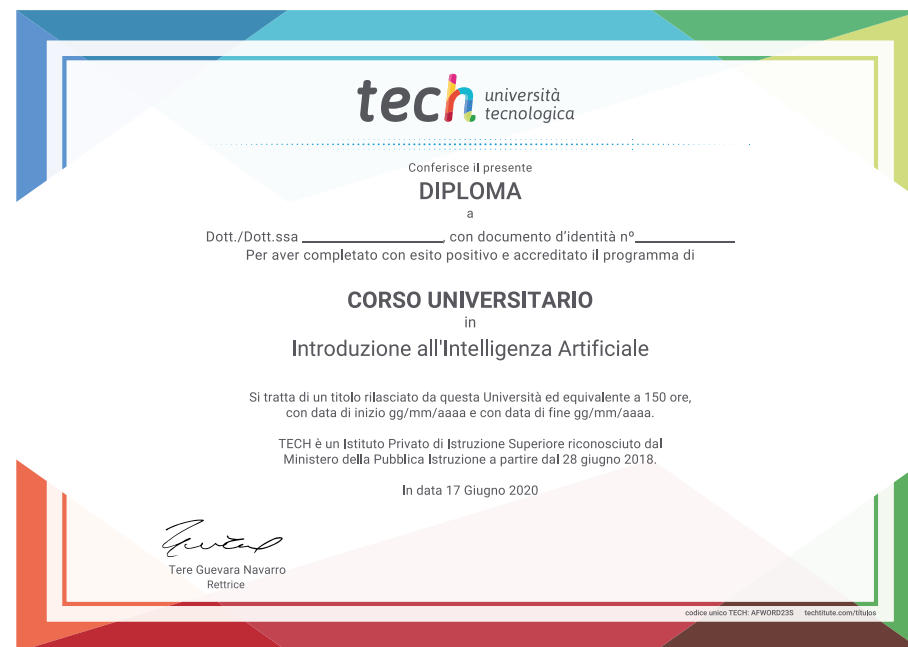 tech università
tecnologica
Conferisce il presente
DIPLOMA
a
Dott./Dott.ssa ________________, con documento d'identità nº____________
Per aver completato con esito positivo e accreditato il programma di
CORSO UNIVERSITARIO
in
Introduzione all'Intelligenza Artificiale
Si tratta di un titolo rilasciato da questa Università ed equivalente a 150 ore,
con data di inizio gg/mm/aaaa e con data di fine gg/mm/aaaa.
TECH è un Istituto Privato di Istruzione Superiore riconosciuto dal
Ministero della Pubblica Istruzione a partire dal 28 giugno 2018.
In data 17 Giugno 2020
Tere Guevara Navarro
Rettrice
codice unico TECH: AFWORD23S techtitute.com/títulos